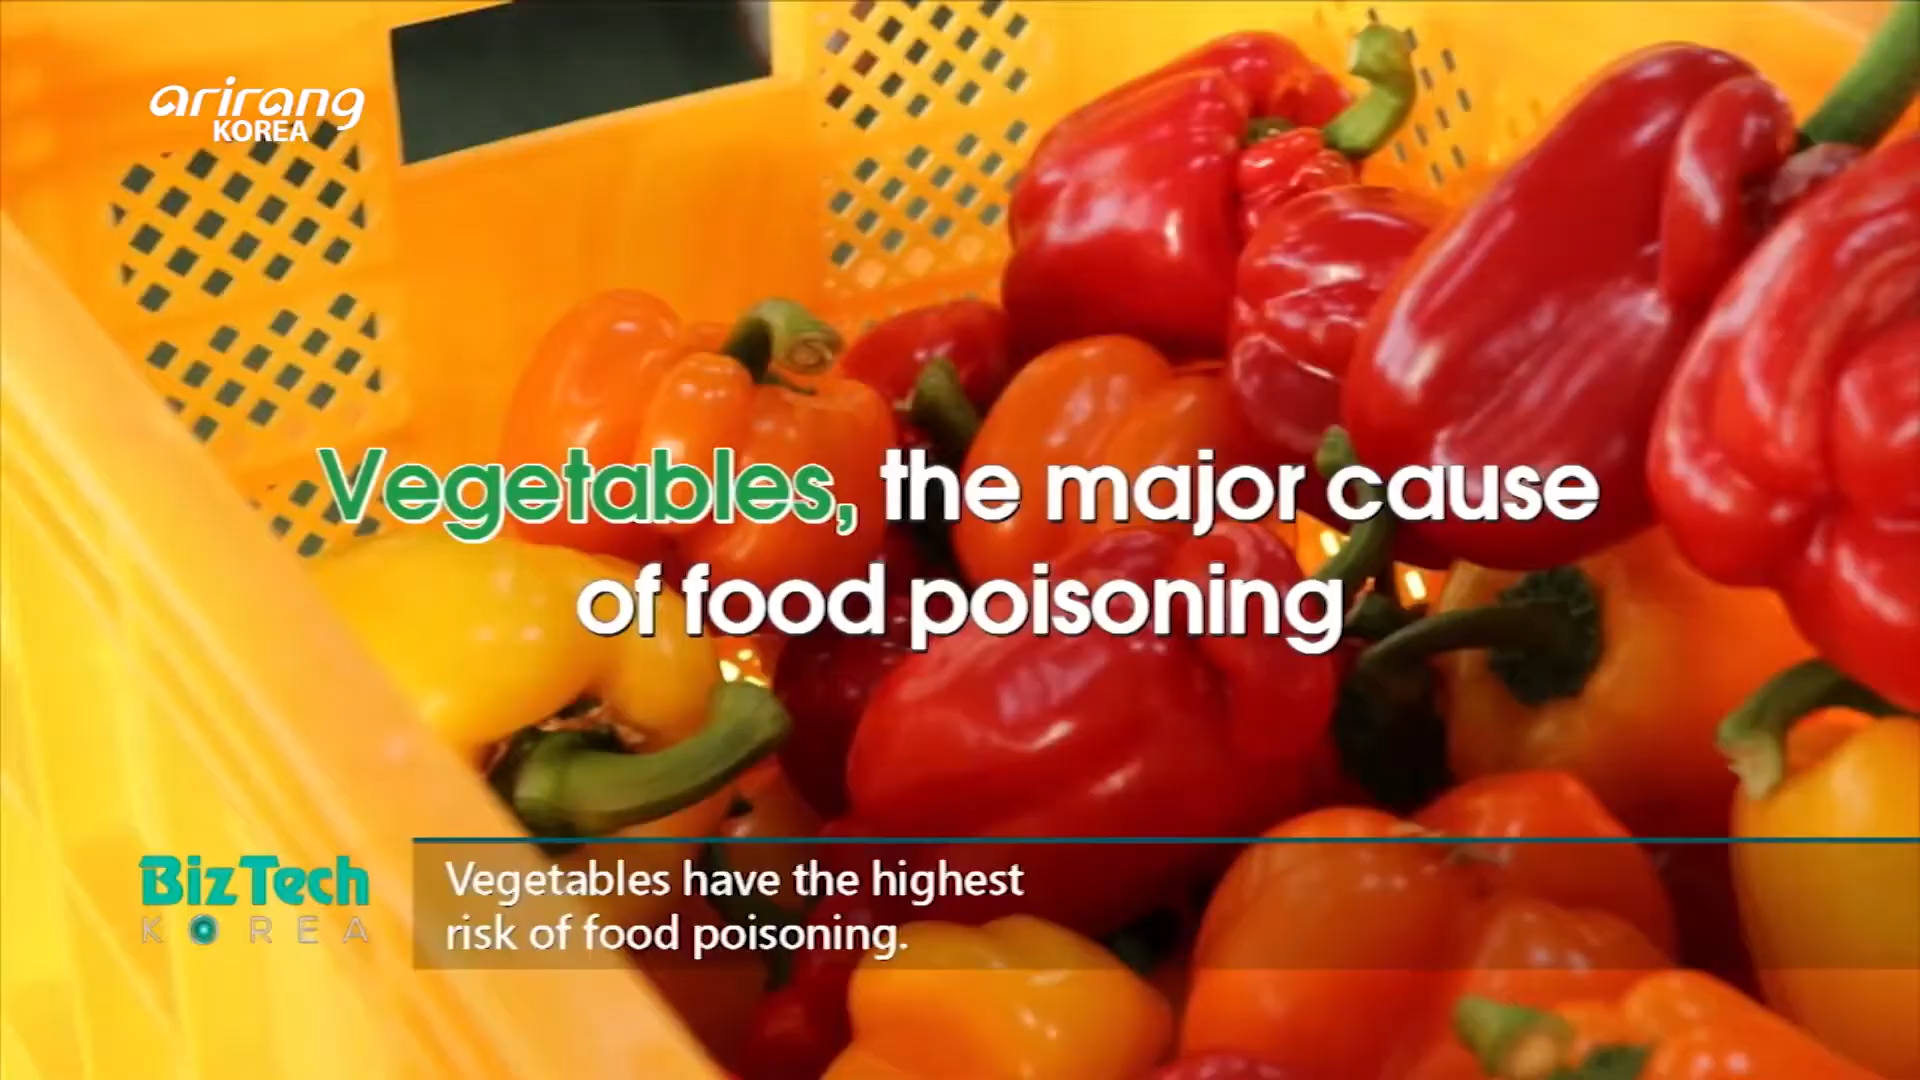 arirang
KOREA
Vegetables, the major cause
of food poisoning
BizTech
KOREA
Vegetables have the highest
risk of food poisoning.